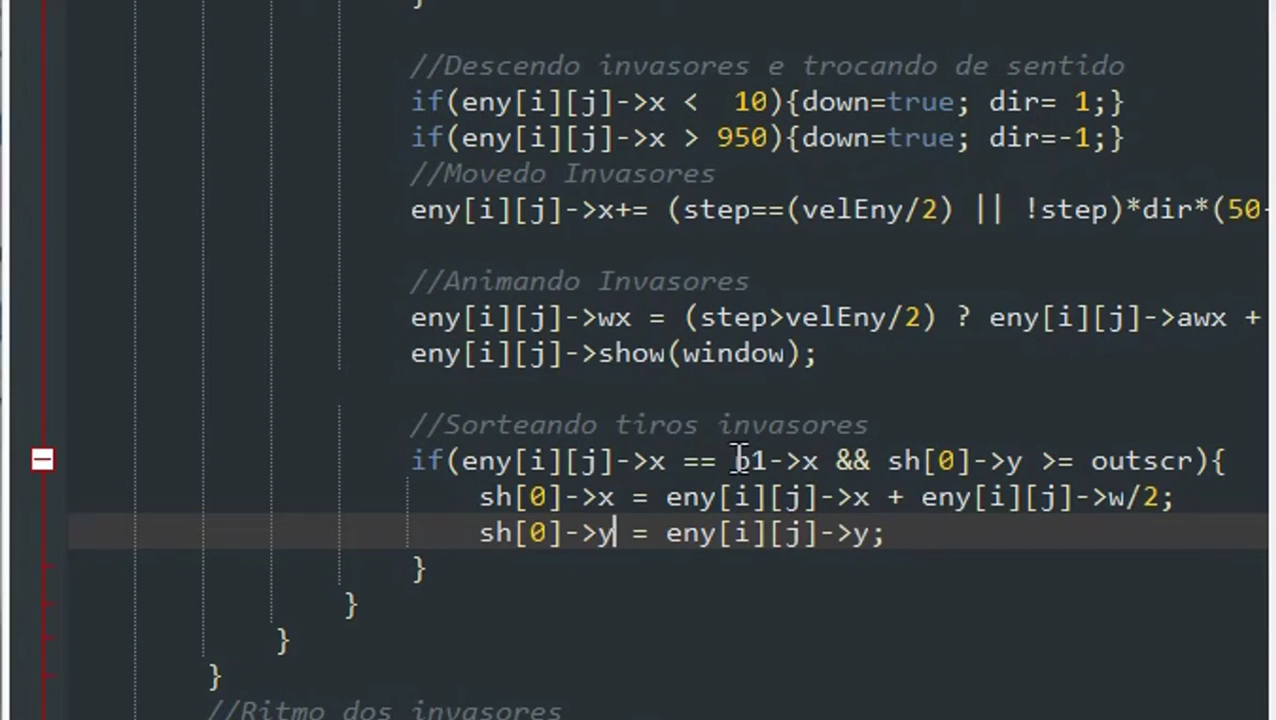 }
//Descendo invasores e trocando de sentido
if(eny[i][j]->x <  10){down=true; dir= 1;}
if(eny[i][j]->x > 950){down=true; dir=-1;}
//Movedo Invasores
eny[i][j]->x+= (step==(velEny/2) || !step)*dir*(50-
//Animando Invasores
eny[i][j]->wx = (step>velEny/2) ? eny[i][j]->awx +
eny[i][j]->show(window);
//Sorteando tiros invasores
if(eny[i][j]->x == b1->x && sh[0]->y >= outscr){
sh[0]->x = eny[i][j]->x + eny[i][j]->w/2;
sh[0]->y = eny[i][j]->y;
}
}
}
}
//Ritmo dos invasores